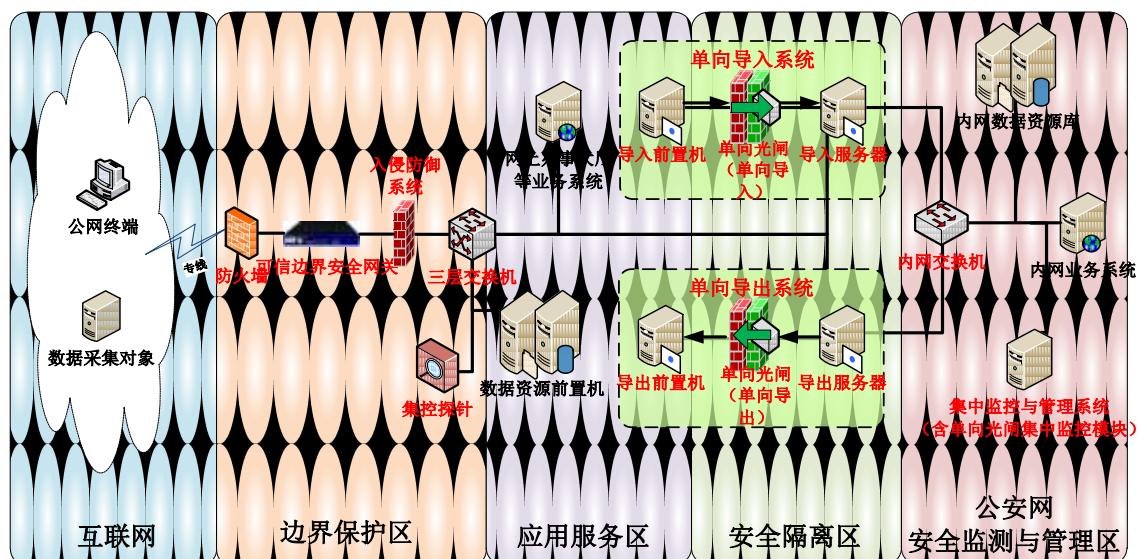 公网终端
数据采集对象
专线
互联网
防火墙
可信边界安全网关
入侵防御
系统
三层交换机
集控探针
边界保护区
等业务系统
数据资源前置机
应用服务区
单向导入系统
导入前置机
单向光闸
（单向导
入）
导入服务器
单向导出系统
导出前置机
单向光闸
（单向导
出）
导出服务器
安全隔离区
内网数据资源库
内网交换机
内网业务系统
集中监控与管理系统
（含单向光闸集中监控模块）
公安网
安全监测与管理区